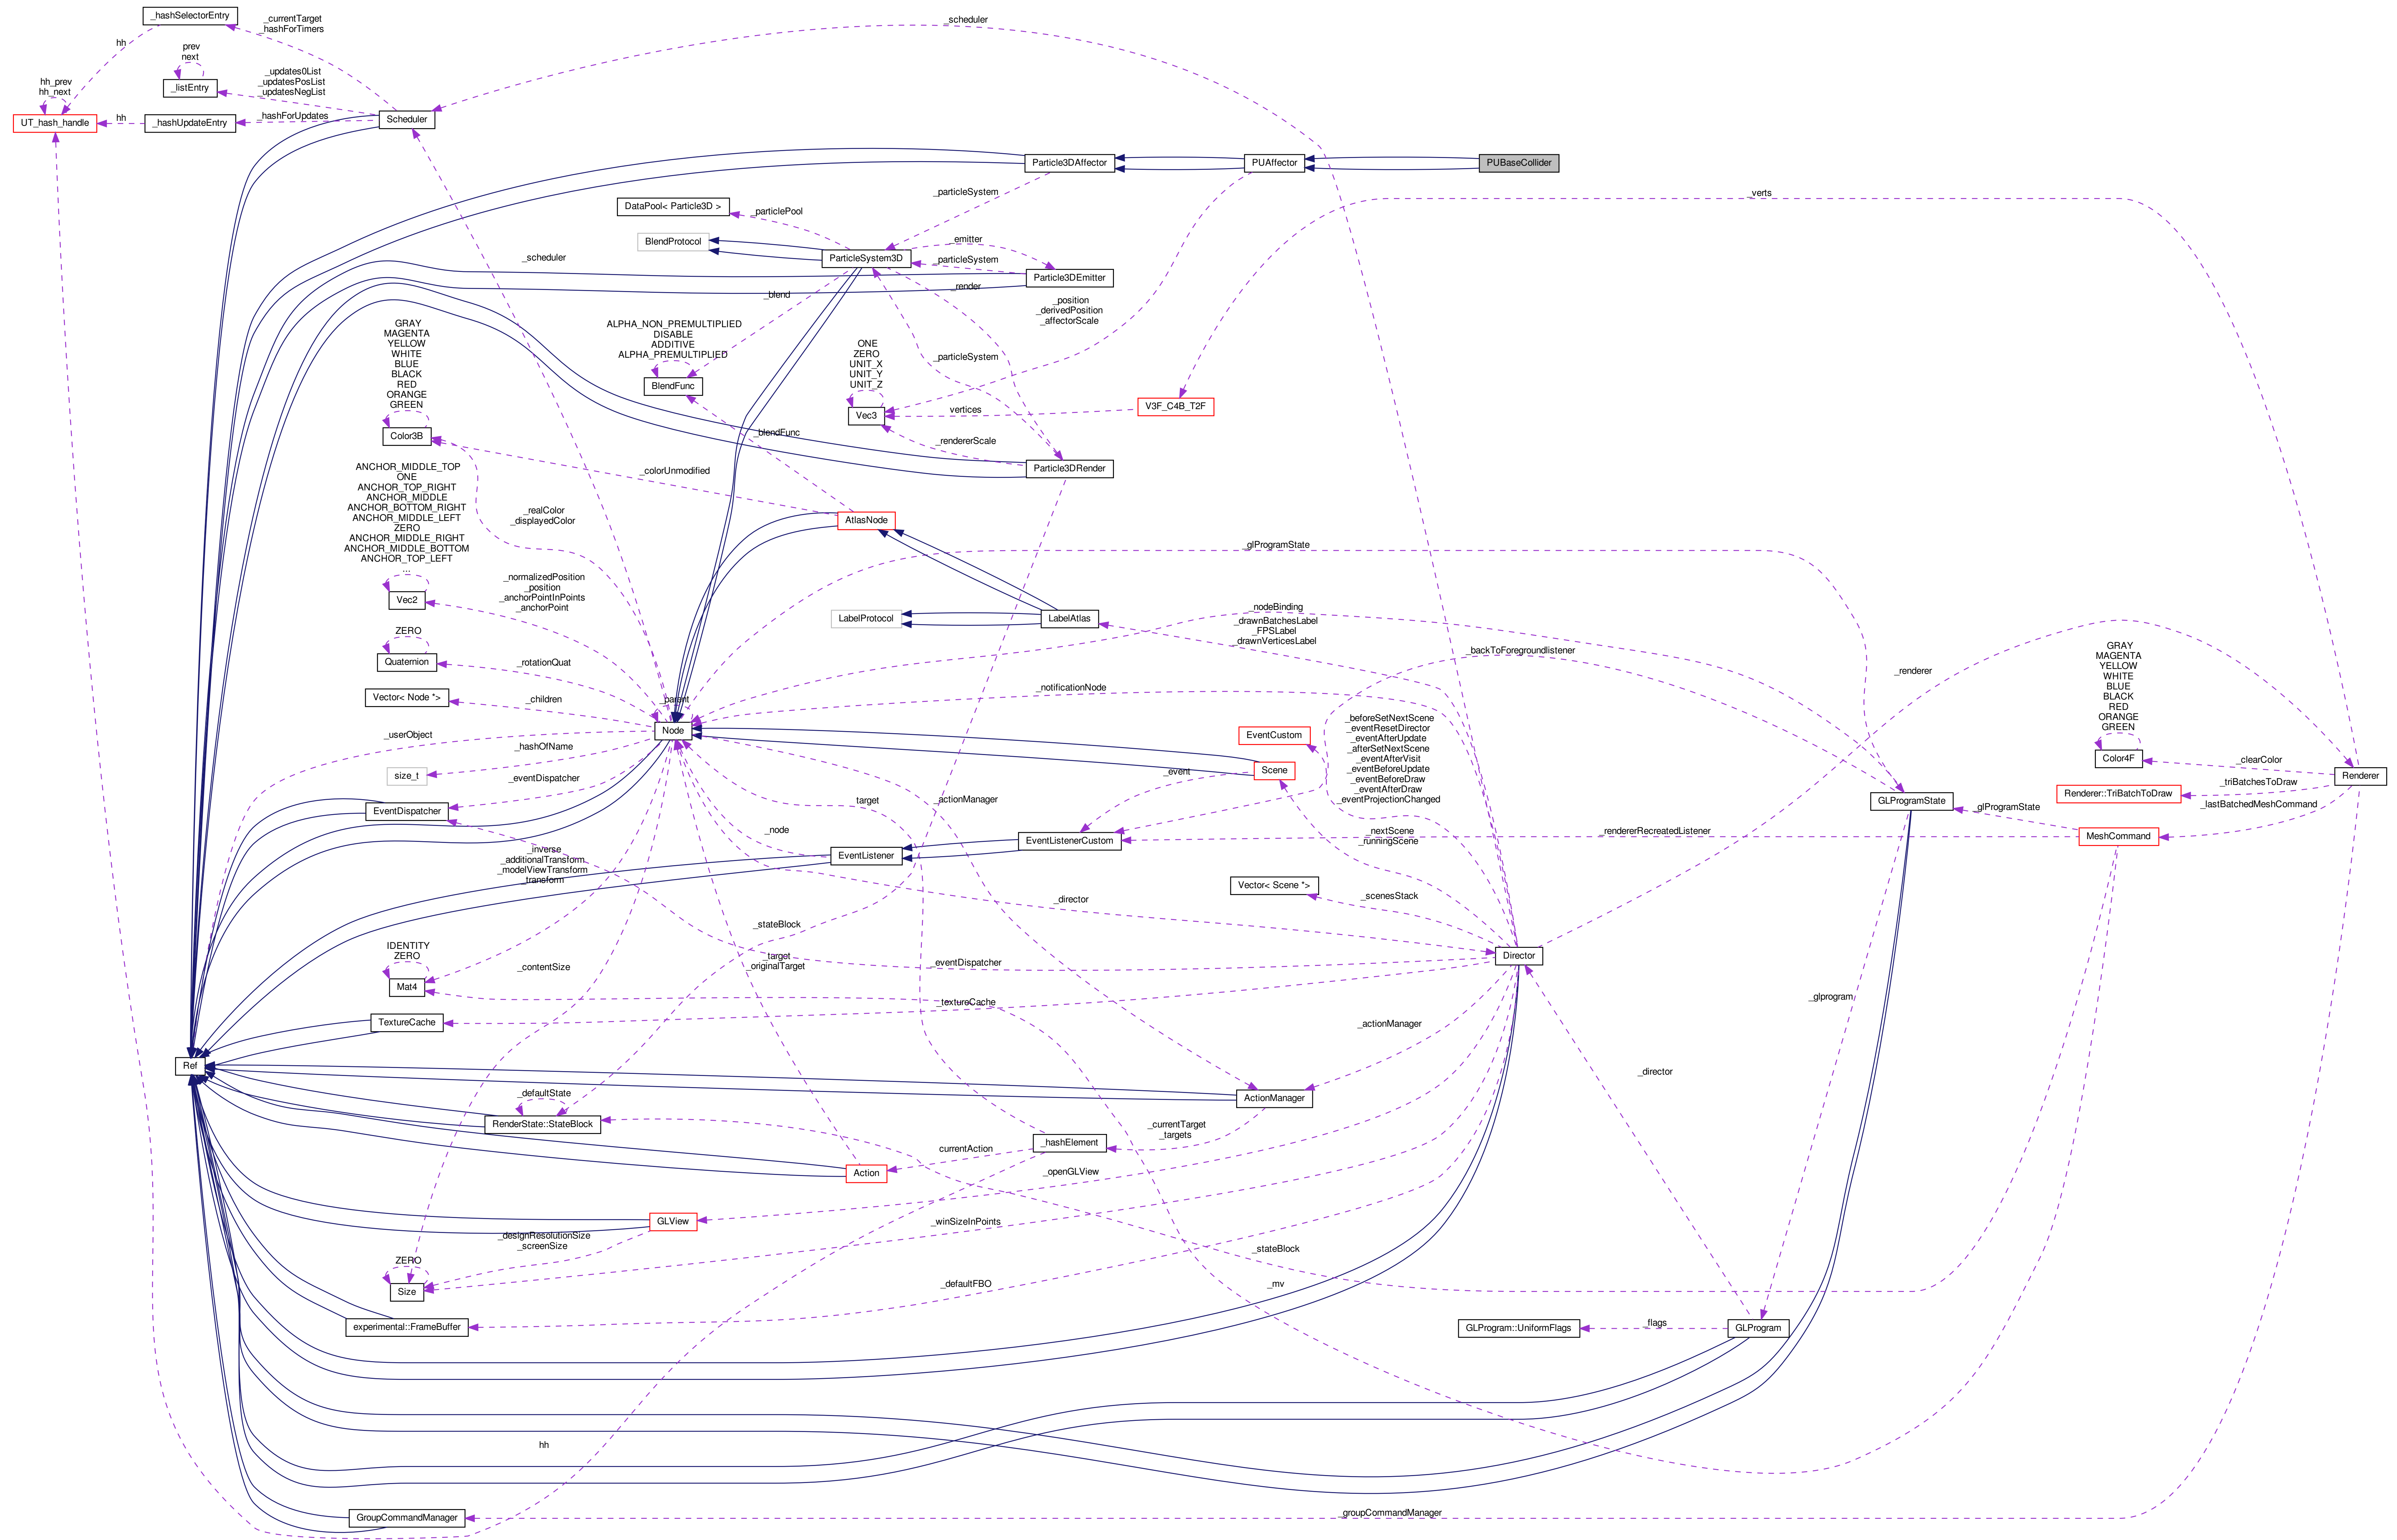 _hashSelectorEntry
_currentTarget
_hashForTimers
_scheduler
hh
prev
next
_listEntry
_updates0List
_updatesPosList
_updatesNegList
hh_prev
hh_next
UT_hash_handle
hh
_hashUpdateEntry
_hashForUpdates
Scheduler
Particle3DAffector
PUAffector
PUBaseCollider
_particleSystem
_verts
DataPool< Particle3D >
_particlePool
BlendProtocol
_emitter
ParticleSystem3D
_particleSystem
Particle3DEmitter
_scheduler
_blend
_render
_position
_derivedPosition
_affectorScale
GRAY
MAGENTA
YELLOW
WHITE
BLUE
BLACK
RED
ORANGE
GREEN
Color3B
ALPHA_NON_PREMULTIPLIED
DISABLE
ADDITIVE
ALPHA_PREMULTIPLIED
BlendFunc
ONE
ZERO
UNIT_X
UNIT_Y
UNIT_Z
Vec3
_particleSystem
vertices
V3F_C4B_T2F
_blendFunc
_rendererScale
Particle3DRender
_colorUnmodified
ANCHOR_MIDDLE_TOP
ONE
ANCHOR_TOP_RIGHT
ANCHOR_MIDDLE
ANCHOR_BOTTOM_RIGHT
ANCHOR_MIDDLE_LEFT
ZERO
ANCHOR_MIDDLE_RIGHT
ANCHOR_MIDDLE_BOTTOM
ANCHOR_TOP_LEFT
...
Vec2
_realColor
_displayedColor
AtlasNode
_glProgramState
_normalizedPosition
_position
_anchorPointInPoints
_anchorPoint
LabelProtocol
LabelAtlas
_nodeBinding
_drawnBatchesLabel
_FPSLabel
_drawnVerticesLabel
ZERO
Quaternion
_rotationQuat
_backToForegroundlistener
_renderer
GRAY
MAGENTA
YELLOW
WHITE
BLUE
BLACK
RED
ORANGE
GREEN
Color4F
Vector< Node *>
_children
_parent
_notificationNode
Node
_userObject
_hashOfName
size_t
_eventDispatcher
EventDispatcher
EventCustom
_beforeSetNextScene
_eventResetDirector
_eventAfterUpdate
_afterSetNextScene
_eventAfterVisit
_eventBeforeUpdate
_eventBeforeDraw
_eventAfterDraw
_eventProjectionChanged
Scene
_event
_clearColor
Renderer
_triBatchesToDraw
Renderer::TriBatchToDraw
GLProgramState
_glProgramState
_lastBatchedMeshCommand
MeshCommand
target
_actionManager
_node
EventListener
EventListenerCustom
_nextScene
_runningScene
_rendererRecreatedListener
_inverse
_additionalTransform
_modelViewTransform
_transform
Vector< Scene *>
_scenesStack
_director
_stateBlock
IDENTITY
ZERO
Mat4
_contentSize
_target
_originalTarget
_eventDispatcher
Director
_textureCache
TextureCache
_glprogram
_actionManager
Ref
_defaultState
RenderState::StateBlock
ActionManager
_director
_currentTarget
_targets
_hashElement
currentAction
Action
_openGLView
GLView
_designResolutionSize
_screenSize
_winSizeInPoints
_stateBlock
ZERO
Size
_defaultFBO
_mv
experimental::FrameBuffer
GLProgram::UniformFlags
_flags
GLProgram
hh
GroupCommandManager
_groupCommandManager